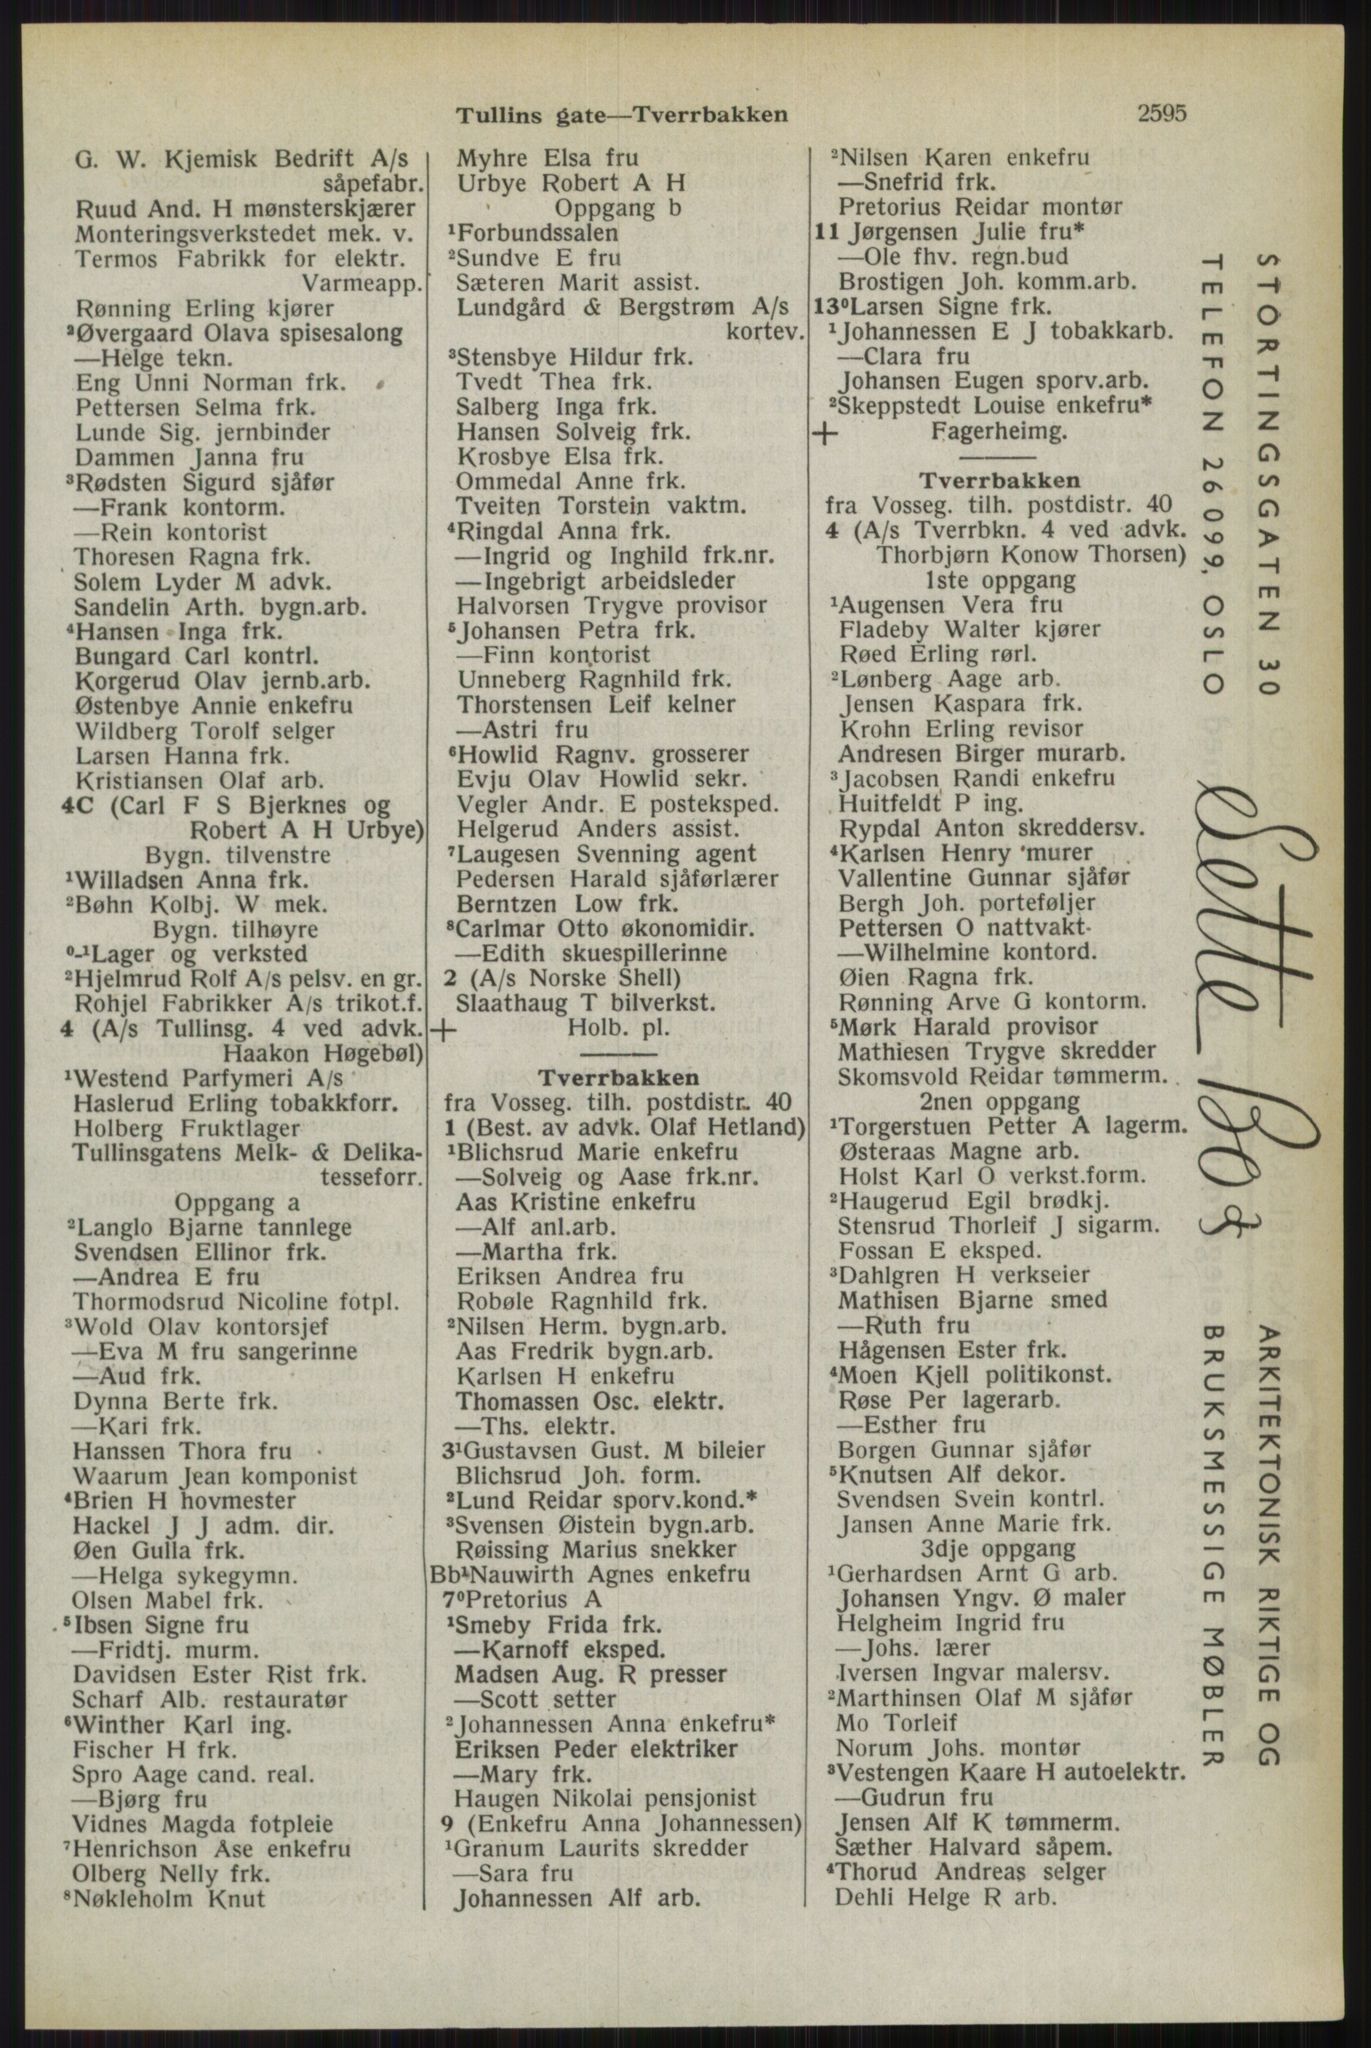 Tullins gate—Tverrbakken
2595
G. W. Kjemisk Bedrift A/s
såpefabr.
Ruud And. H mønsterskjærer
Monteringsverkstedet mek. v.
Termos Fabrikk for elektr.
Varmeapp.
Rønning Erling kjører
²Øvergaard Olava spisesalong
—Helge tekn.
Eng Unni Norman frk.
Pettersen Selma frk.
Lunde Sig. jernbinder
Dammen Janna fru
³Rødsten Sigurd sjåfør
—Frank kontorm.
—Rein kontorist
Thoresen Ragna frk.
Solem Lyder M advk.
Sandelin Arth. bygn.arb.
⁴Hansen Inga frk.
Bungard Carl kontrl.
Korgerud Olav jernb.arb.
Østenbye Annie enkefru
Wildberg Torolf selger
Larsen Hanna frk.
Kristiansen Olaf arb.
4C (Carl F S Bjerknes og
Robert A H Urbye)
Bygn. tilvenstre
¹Willadsen Anna frk.
²Bøhn Kolbj. W mek.
Bygn. tilhøyre
⁰-¹Lager og verksted
²Hjelmrud Rolf A/s pelsv. en gr.
Rohjel Fabrikker A/s trikot.f.
4 (A/s Tullinsg. 4 ved advk.
Haakon Høgebøl)
¹Westend Parfymeri A/s
Haslerud Erling tobakkforr.
Holberg Fruktlager
Tullinsgatens Melk- & Delika-
tesseforr.
Oppgang a
²Langlo Bjarne tannlege
Svendsen Ellinor frk.
—Andrea E fru
Thormodsrud Nicoline fotpl.
³Wold Olav kontorsjef
—Eva M fru sangerinne
—Aud frk.
Dynna Berte frk.
—Kari frk.
Hanssen Thora fru
Waarum Jean komponist
⁴Brien H hovmester
Hackel J J adm. dir.
Øen Gulla frk.
—Helga sykegymn.
Olsen Mabel frk.
⁵Ibsen Signe fru
—Fridtj. murm.
Davidsen Ester Rist frk.
Scharf Alb. restauratør
⁶Winther Karl ing.
Fischer H frk.
Spro Aage cand. real.
—Bjørg fru
Vidnes Magda fotpleie
⁷Henrichson Åse enkefru
Olberg Nelly frk.
⁸Nøkleholm Knut
Myhre Elsa fru
Urbye Robert A H
Oppgang b
¹Forbundssalen
²Sundve E fru
Sæteren Marit assist.
Lundgård & Bergstrøm A/s
kortev.
³Stensbye Hildur frk.
Tvedt Thea frk.
Salberg Inga frk.
Hansen Solveig frk.
Krosbye Elsa frk.
Ommedal Anne frk.
Tveiten Torstein vaktm.
⁴Ringdal Anna frk.
—Ingrid og Inghild frk.nr.
—Ingebrigt arbeidsleder
Halvorsen Trygve provisor
⁵Johansen Petra frk.
—Finn kontorist
Unneberg Ragnhild frk.
Thorstensen Leif kelner
—Astri fru
⁶Howlid Ragnv. grosserer
Evju Olav Howlid sekr.
Vegler Andr. E posteksped.
Helgerud Anders assist.
⁷Laugesen Svenning agent
Pedersen Harald sjåførlærer
Berntzen Low frk.
⁸Carlmar Otto økonomidir.
—Edith skuespillerinne
2 (A/s Norske Shell)
Slaathaug T bilverkst.
+ Holb. pl.
Tverrbakken
fra Vosseg. tilh. postdistr. 40
1 (Best. av advk. Olaf Hetland)
¹Blichsrud Marie enkefru
—Solveig og Aase frk.nr.
Aas Kristine enkefru
—Alf anl.arb.
—Martha frk.
Eriksen Andrea fru
Robøle Ragnhild frk.
²Nilsen Herm. bygn.arb.
Aas Fredrik bygn.arb.
Karlsen H enkefru
Thomassen Osc. elektr.
—Ths. elektr.
3¹Gustavsen Gust. M bileier
Blichsrud Joh. form.
²Lund Reidar sporv.kond.*
³Svensen Øistein bygn.arb.
Røissing Marius snekker
Bb¹Nauwirth Agnes enkefru
7⁰Pretorius A
¹Smeby Frida frk.
—Karnoff eksped.
Madsen Aug. R presser
—Scott setter
²Johannessen Anna enkefru*
Eriksen Peder elektriker
—Mary frk.
Haugen Nikolai pensjonist
9 (Enkefru Anna Johannessen)
¹Granum Laurits skredder
—Sara fru
Johannessen Alf arb.
²Nilsen Karen enkefru
—Snefrid frk.
Pretorius Reidar montør
11 Jørgensen Julie fru*
—Ole fhv. regn.bud
Brostigen Joh. komm.arb.
13⁰Larsen Signe frk.
¹Johannessen E J tobakkarb.
—Clara fru
Johansen Eugen sporv.arb.
²Skeppstedt Louise enkefru*
+ Fagerheimg.
Tverrbakken
fra Vosseg. tilh. postdistr. 40
4 (A/s Tverrbkn. 4 ved advk.
Thorbjørn Konow Thorsen)
1ste oppgang
¹Augensen Vera fru
Fladeby Walter kjører
Røed Erling rørl.
²Lønberg Aage arb.
Jensen Kaspara frk.
Krohn Erling revisor
Andresen Birger murarb.
³Jacobsen Randi enkefru
Huitfeldt P ing.
Rypdal Anton skreddersv.
⁴Karlsen Henry murer
Vallentine Gunnar sjåfør
Bergh Joh. porteføljer
Pettersen O nattvakt
—Wilhelmine kontord.
Øien Ragna frk.
Rønning Arve G kontorm.
⁵Mørk Harald provisor
Mathiesen Trygve skredder
Skomsvold Reidar tømmerm.
2nen oppgang
¹Torgerstuen Petter A lagerm.
Østeraas Magne arb.
Holst Karl O verkst.form.
²Haugerud Egil brødkj.
Stensrud Thorleif J sigarm.
Fossan E eksped.
³Dahlgren H verkseier
Mathisen Bjarne smed
—Ruth fru
Hågensen Ester frk.
⁴Moen Kjell politikonst.
Røse Per lagerarb.
—Esther fru
Borgen Gunnar sjåfør
⁵Knutsen Alf dekor.
Svendsen Svein kontrl.
Jansen Anne Marie frk.
3dje oppgang
¹Gerhardsen Arnt G arb.
Johansen Yngv. Ø maler
Helgheim Ingrid fru
—Johs. lærer
Iversen Ingvar malersv.
²Marthinsen Olaf M sjåfør
Mo Torleif
Norum Johs. montør
³Vestengen Kaare H autoelektr.
—Gudrun fru
Jensen Alf K tømmerm.
Sæther Halvard såpem.
⁴Thorud Andreas selger
Dehli Helge R arb.
STORTINGSGATEN 30
TELEFON 26099, OSLO
Sette Bo
ARKITEKTONISK RIKTIGE OG
BRUKSMESSIGE MØBLER